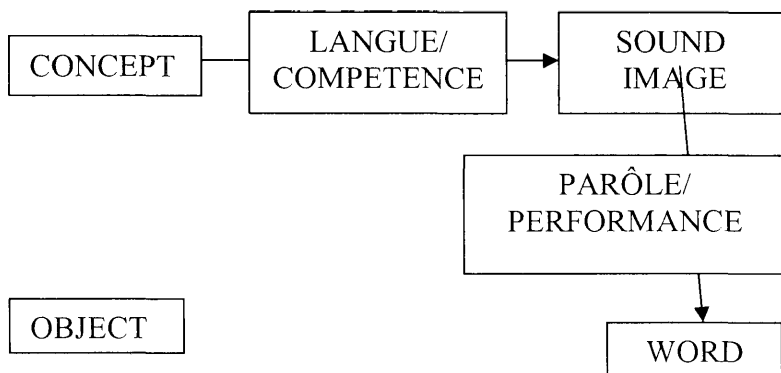 CONCEPT
LANGUE/
COMPETENCE
SOUND
IMAGE
PARÔLE/
PERFORMANCE
OBJECT
WORD